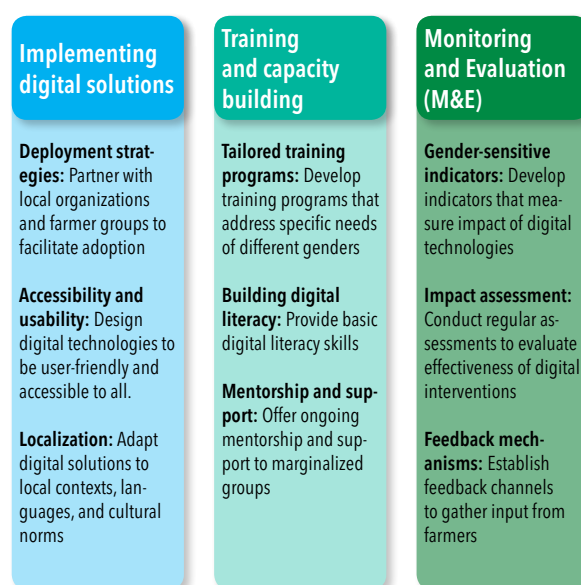 Implementing
digital solutions
Deployment strat-
egies: Partner with
local organizations
and farmer groups to
facilitate adoption
Accessibility and
usability: Design
digital technologies to
be user-friendly and
accessible to all.
Localization: Adapt
digital solutions to
local contexts, lan-
guages, and cultural
norms
Training
and capacity
building
Tailored training
programs: Develop
training programs that
address specific needs
of different genders
Building digital
literacy: Provide basic
digital literacy skills
Mentorship and sup-
port: Offer ongoing
mentorship and sup-
port to marginalized
groups
Monitoring
and Evaluation
(M&E)
Gender-sensitive
indicators: Develop
indicators that mea-
sure impact of digital
technologies
Impact assessment:
Conduct regular as-
sessments to evaluate
effectiveness of digital
interventions
Feedback mech-
anisms: Establish
feedback channels
to gather input from
farmers